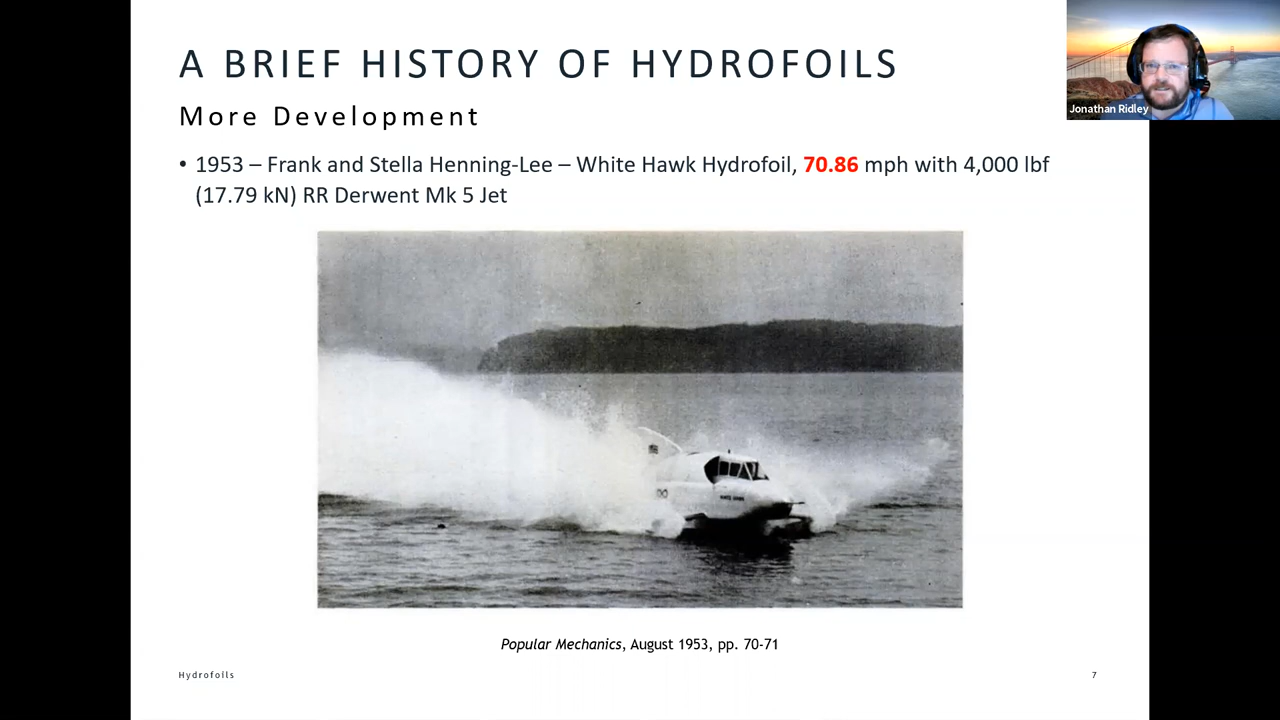 A BRIEF HISTORY OF HYDROFOILS
Jonathan Ridley
More Development
• 1953 – Frank and Stella Henning-Lee – White Hawk Hydrofoil, 70.86 mph with 4,000 lbf
(17.79 kN) RR Derwent Mk 5 Jet
Popular Mechanics, August 1953, pp. 70-71
Hydrofoils
7